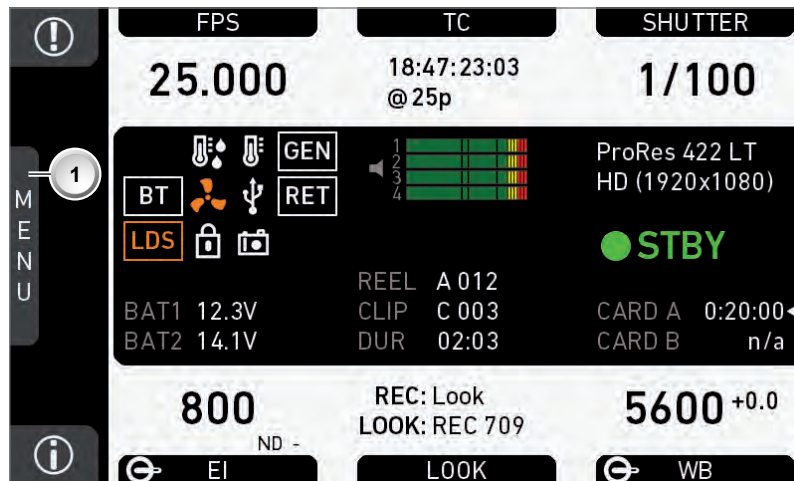 FPS TC SHUTTER
25.000 18:47:23:03 1/100
@ 25p
MENU
1
GEN
BT RET
LDS
1
2
3
4
ProRes 422 LT
HD (1920x1080)
STBY
REEL A 012
BAT1 12.3V CLIP C 003 CARD A 0:20:00
BAT2 14.1V DUR 02:03 CARD B n/a
800 REC: Look 5600 +0.0
LOOK: REC 709
ND -
EI LOOK WB